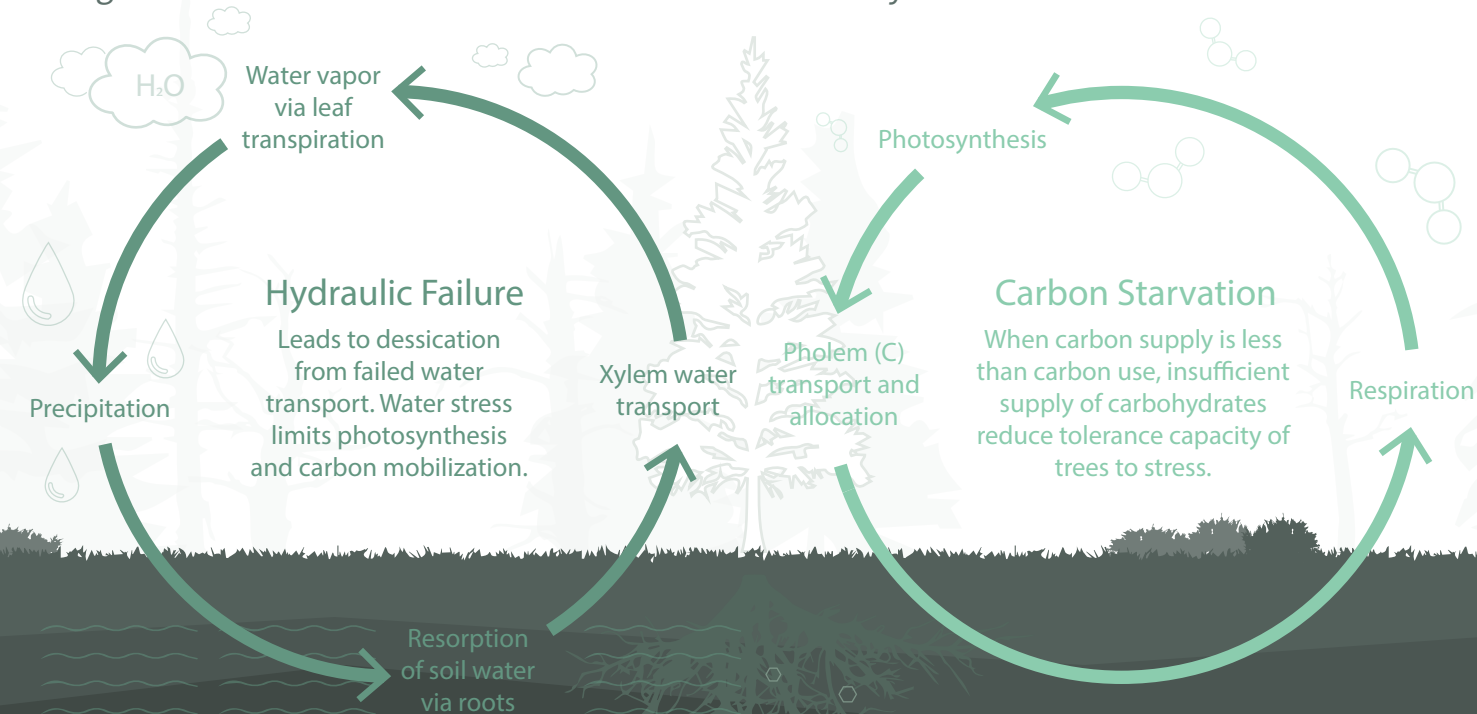 H₂O
Water vapor
via leaf
transpiration
Precipitation
Hydraulic Failure
Leads to dessication
from failed water
transport. Water stress
limits photosynthesis
and carbon mobilization.
Xylem water
transport
Resorption
of soil water
via roots
Photosynthesis
Pholem (C)
transport and
allocation
Carbon Starvation
When carbon supply is less
than carbon use, insufficient
supply of carbohydrates
reduce tolerance capacity of
trees to stress.
Respiration